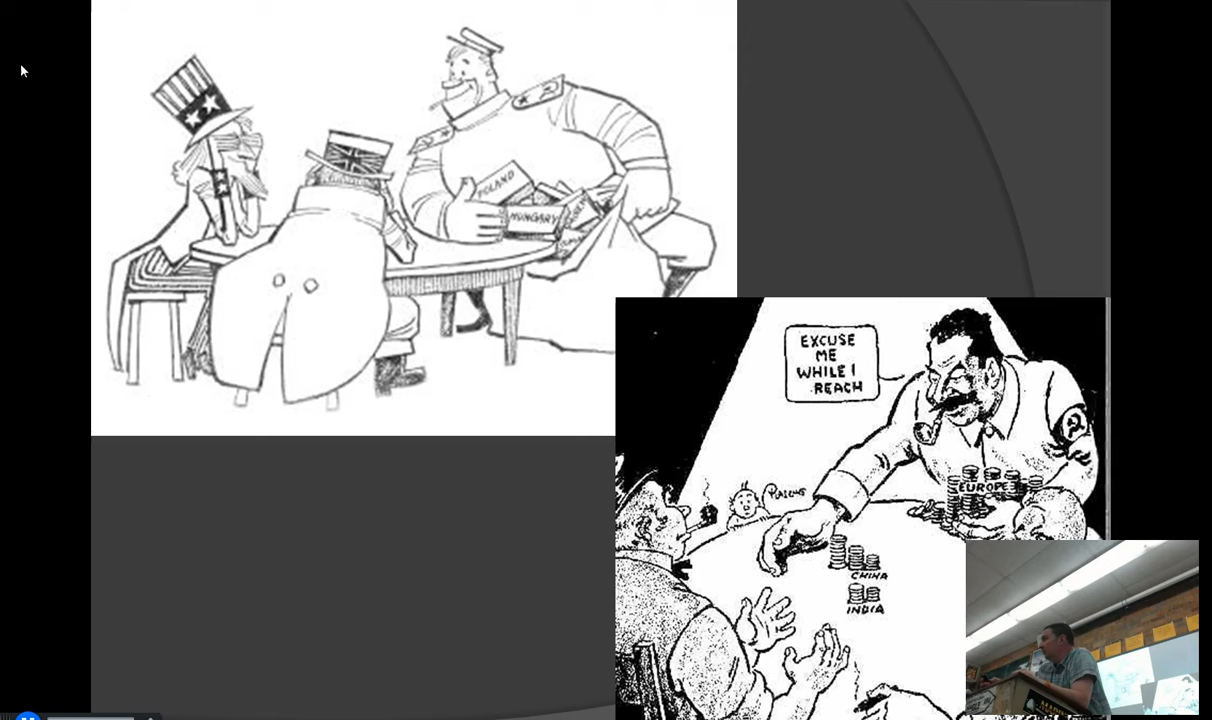 POLAND
HUNGARY
EXCUSE
ME
WHILE I
REACH
EUROPE
CHINA
INDIA